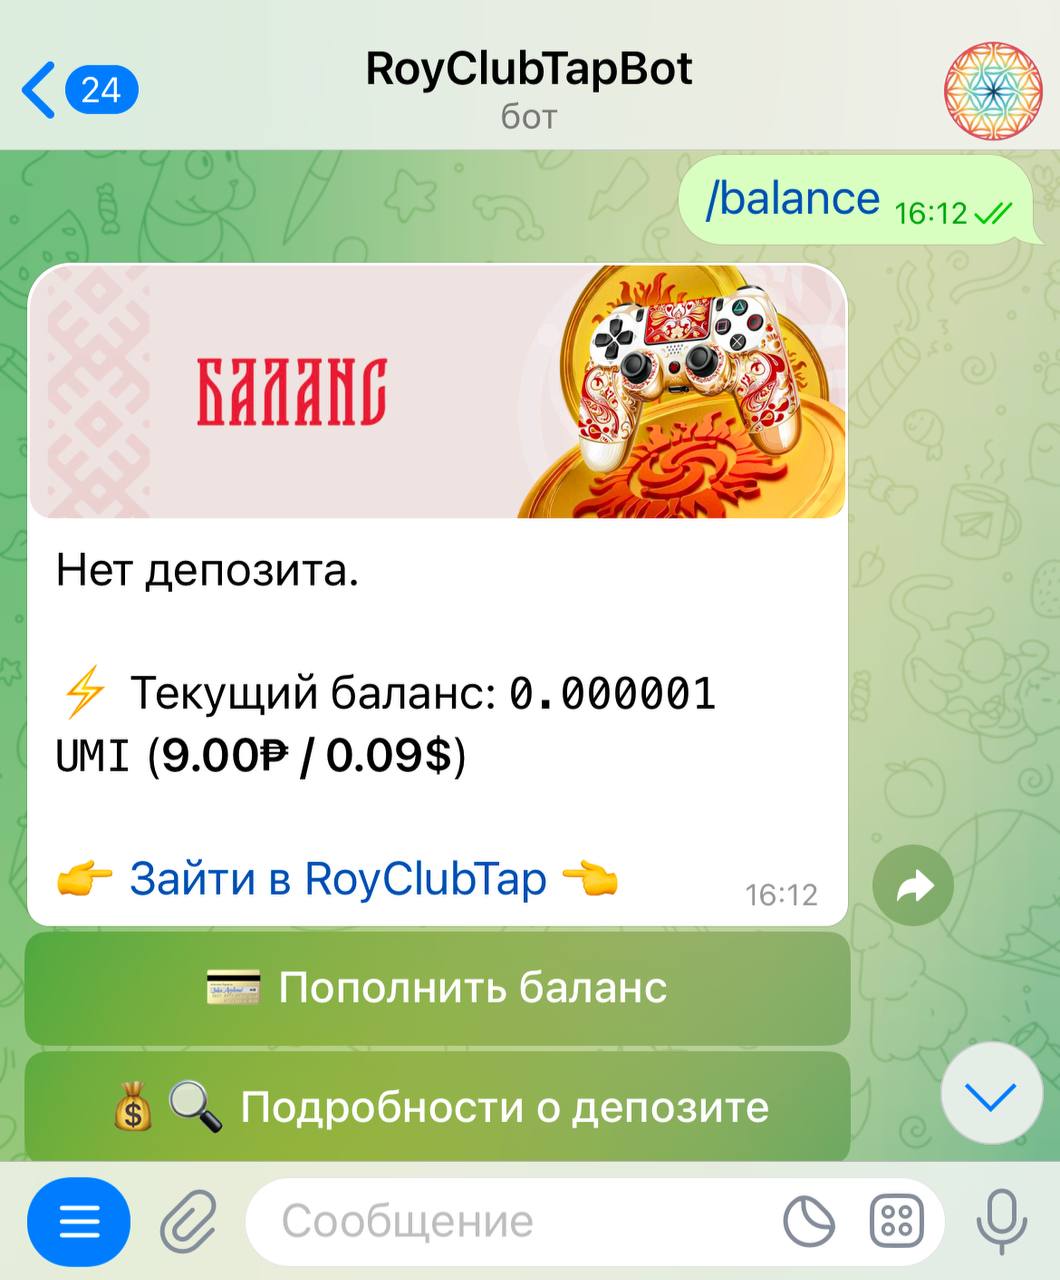 24
RoyClubTapBot
бот
/balance 16:12
БАЛАНС
Нет депозита.
⚡ Текущий баланс: 0.000001
UMI (9.00₱ / 0.09$)
👉 Зайти в RoyClubTap 👈
16:12
💳 Пополнить баланс
💰🔍 Подробности о депозите
Сообщение